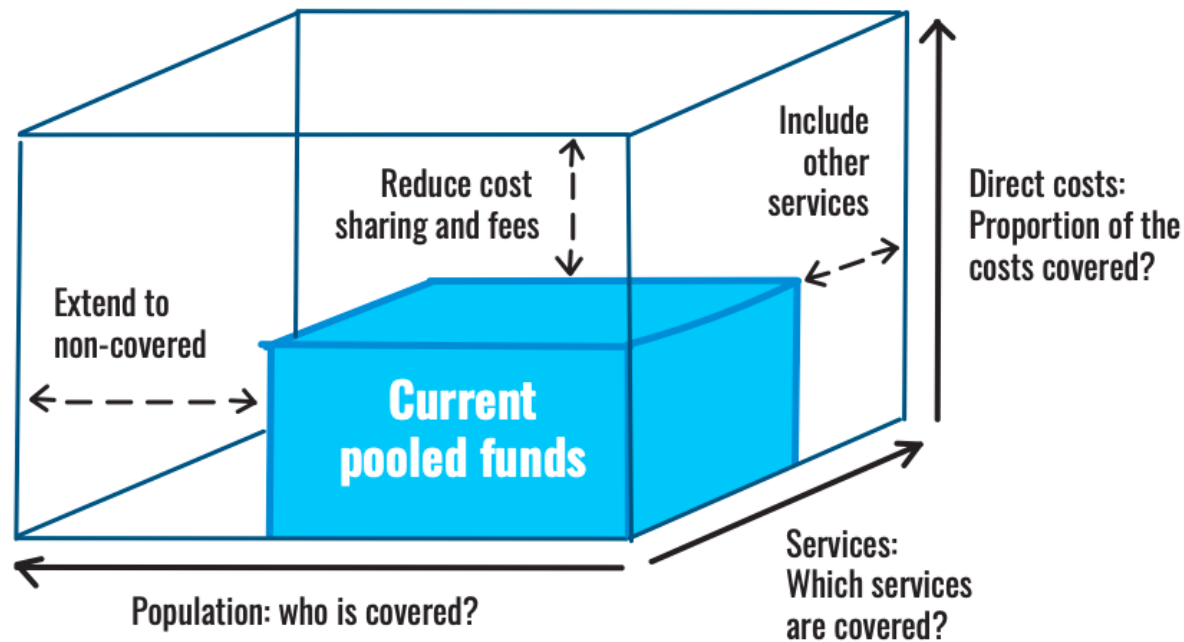 Include
other
services
Reduce cost
sharing and fees
Direct costs:
Proportion of the
costs covered?
Extend to
non-covered
Current
pooled funds
Services:
Which services
are covered?
Population: who is covered?